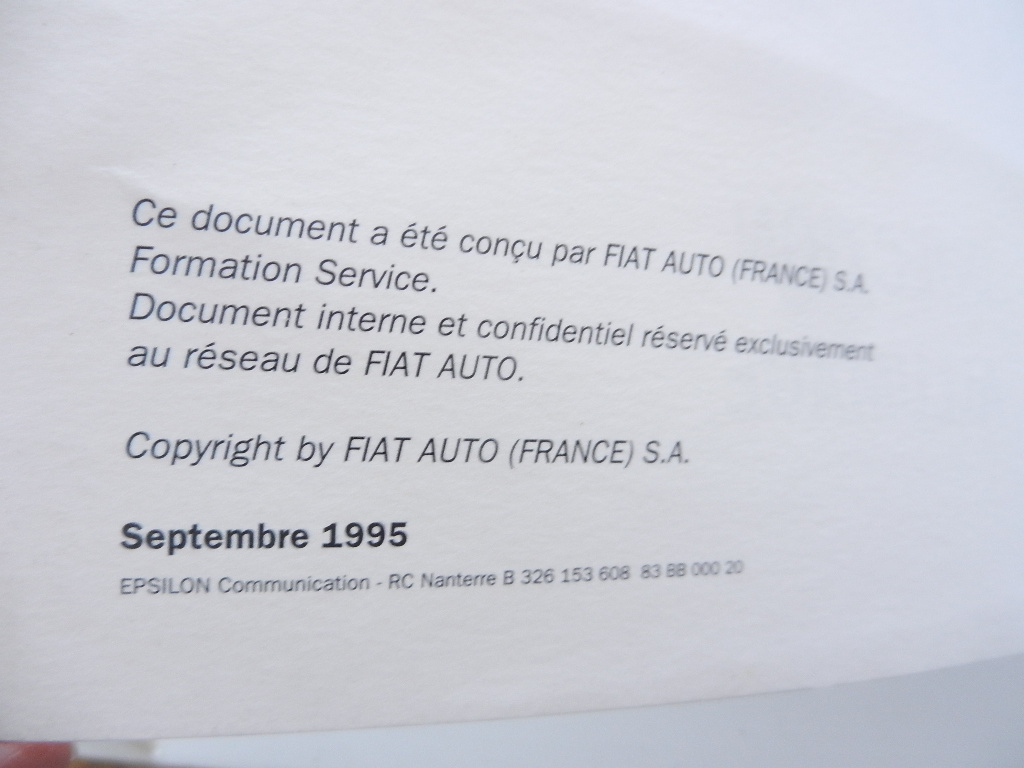 Ce document a été conçu par FIAT AUTO (FRANCE) S.A.
Formation Service.
Document interne et confidentiel réservé exclusivement
au réseau de FIAT AUTO.
Copyright by FIAT AUTO (FRANCE) S.A.
Septembre 1995
EPSILON Communication - RC Nanterre B 326 153 608 83 BB 000 20